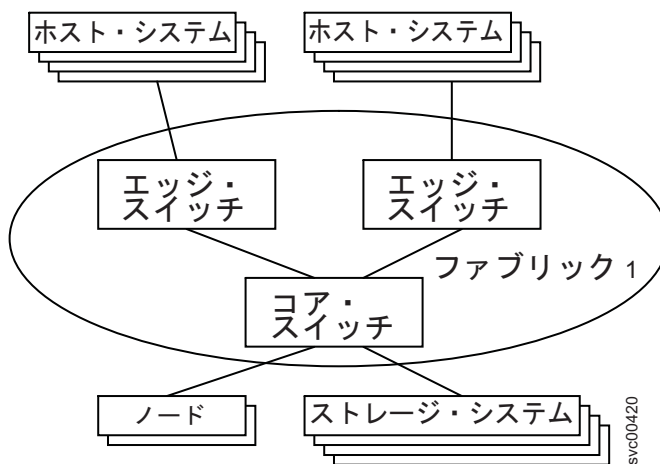 ホスト・システム
ホスト・システム
エッジ・
スイッチ
エッジ・
スイッチ
ファブリック 1
コア・
スイッチ
ノード
ストレージ・システム
svc00420